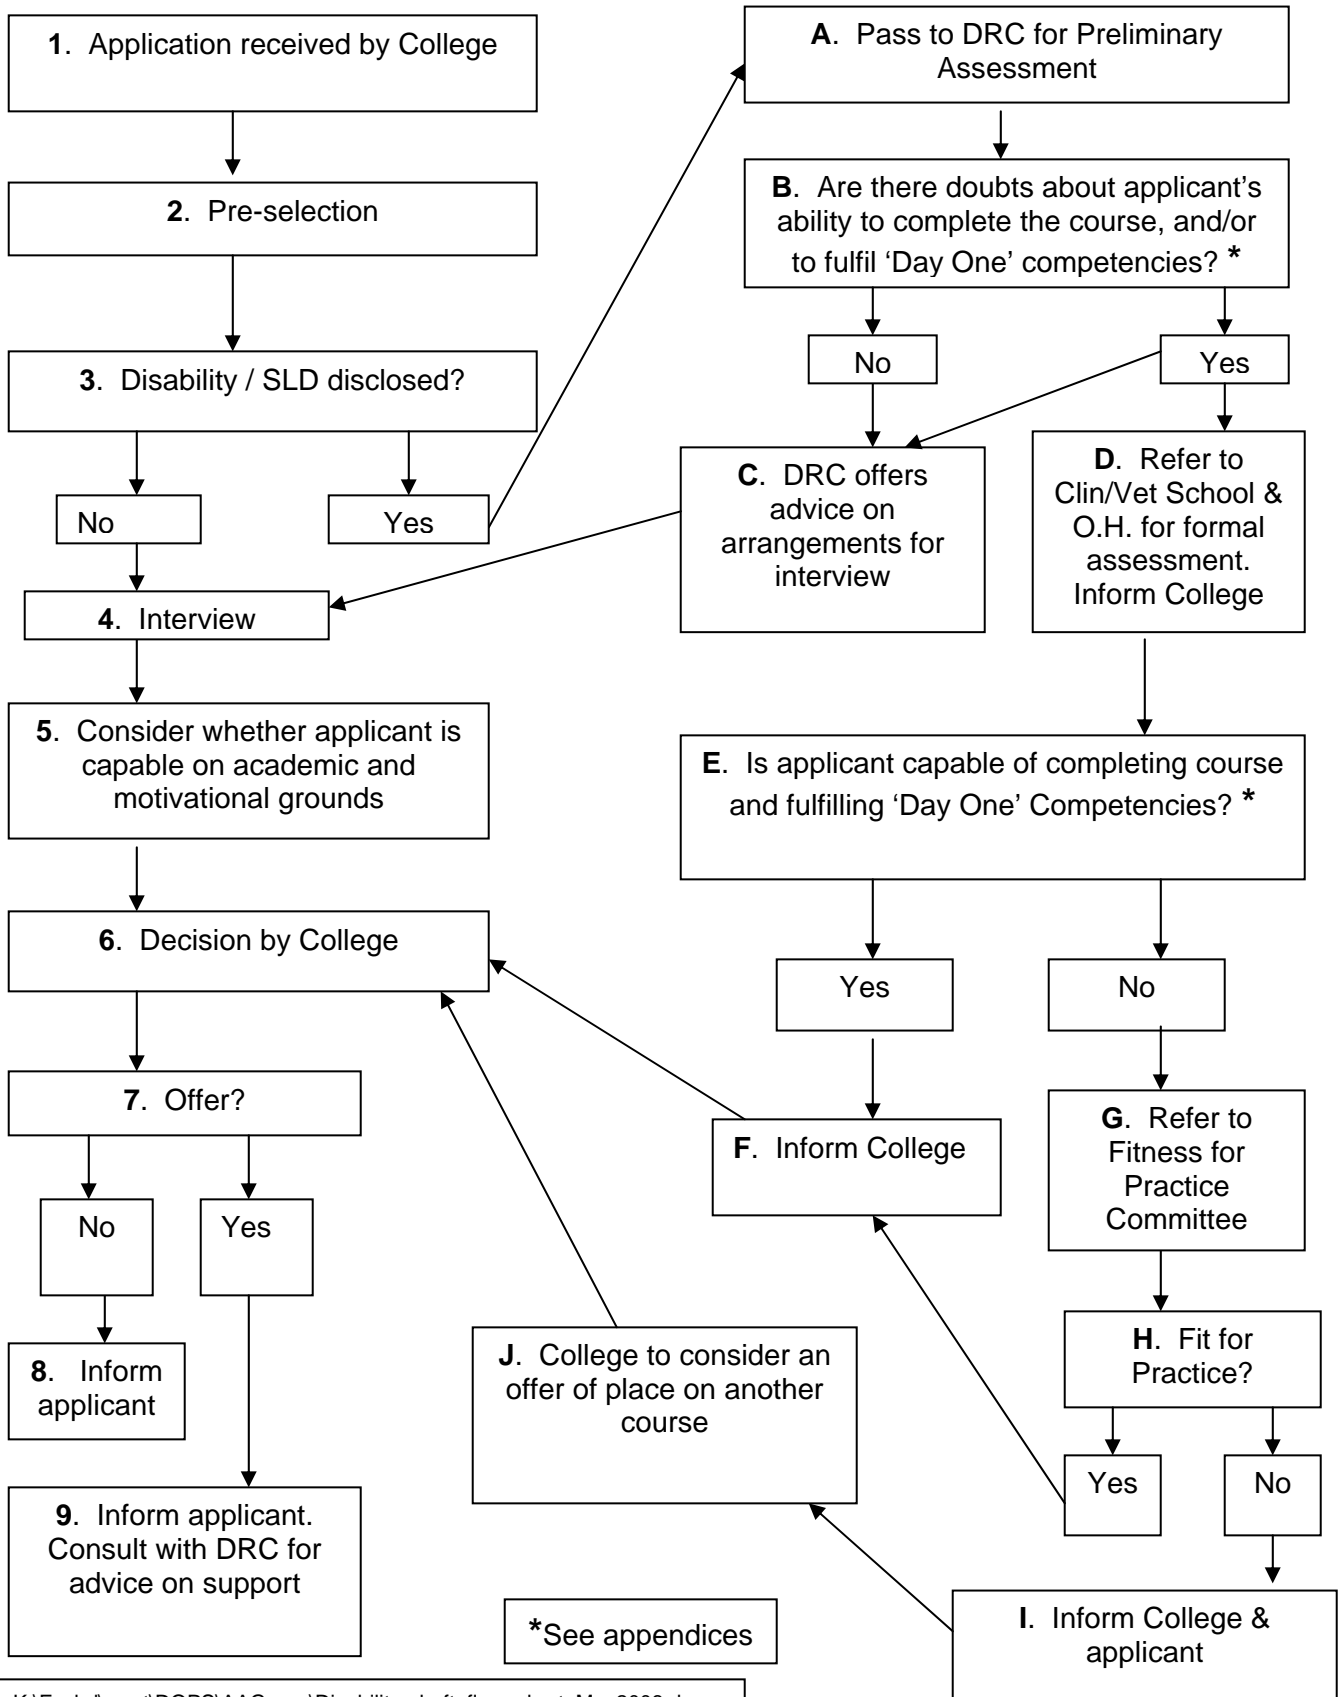 1. Application received by College
2. Pre-selection
3. Disability / SLD disclosed?
No
Yes
4. Interview
5. Consider whether applicant is
capable on academic and
motivational grounds
6. Decision by College
7. Offer?
No
Yes
8. Inform
applicant
9. Inform applicant.
Consult with DRC for
advice on support
A. Pass to DRC for Preliminary
Assessment
B. Are there doubts about applicant’s
ability to complete the course, and/or
to fulfil ‘Day One’ competencies? *
No
Yes
C. DRC offers
advice on
arrangements for
interview
D. Refer to
Clin/Vet School &
O.H. for formal
assessment.
Inform College
E. Is applicant capable of completing course
and fulfilling ‘Day One’ Competencies? *
Yes
No
F. Inform College
G. Refer to
Fitness for
Practice
Committee
H. Fit for
Practice?
Yes
No
I. Inform College &
applicant
J. College to consider an
offer of place on another
course
*See appendices